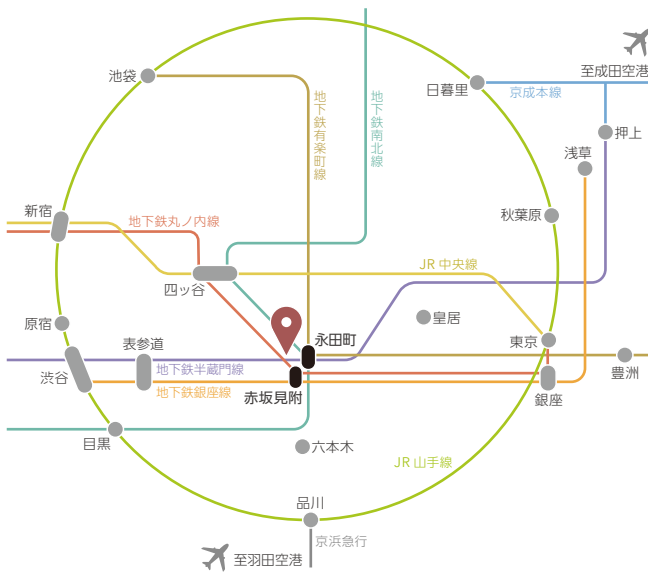 至成田空港
池袋
日暮里
京成本線
地下鉄有楽町線
地下鉄南北線
押上
浅草
新宿
地下鉄丸ノ内線
秋葉原
JR 中央線
四ッ谷
皇居
原宿
表参道
永田町
東京
地下鉄半蔵門線
豊洲
渋谷
地下鉄銀座線
赤坂見附
銀座
目黒
六本木
JR 山手線
品川
京浜急行
至羽田空港